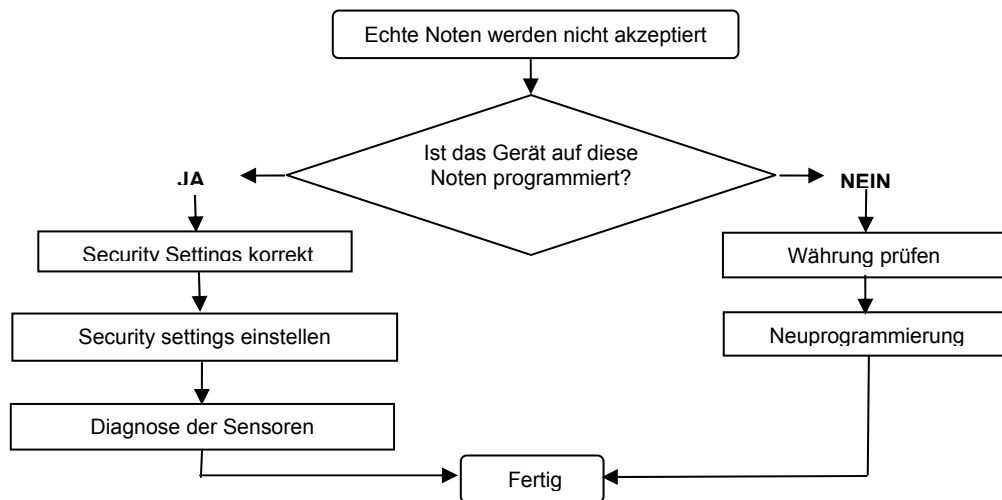 Echte Noten werden nicht akzeptiert
Ist das Gerät auf diese
Noten programmiert?
JA
NEIN
Security Settings korrekt
Währung prüfen
Security settings einstellen
Neuprogrammierung
Diagnose der Sensoren
Fertig